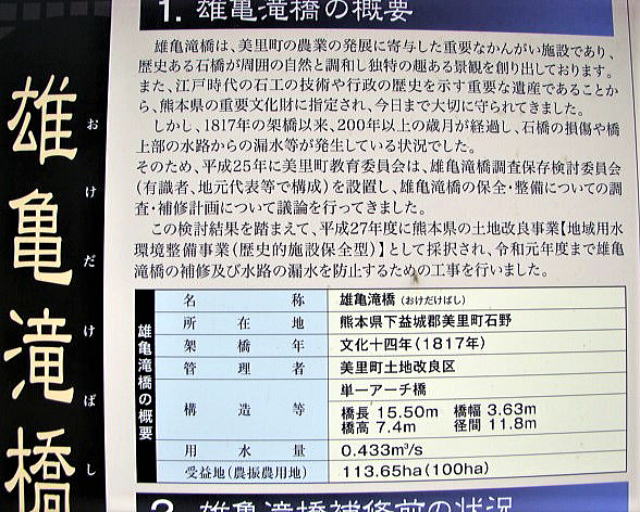 雄亀滝橋
おけだけばし
1. 雄亀滝橋の概要
雄亀滝橋は、美里町の農業の発展に寄与した重要なかんがい施設であり、
歴史ある石橋が周囲の自然と調和し独特の趣ある景観を創り出しております。
また、江戸時代の石工の技術や行政の歴史を示す重要な遺産であることか
ら、熊本県の重要文化財に指定され、今日まで大切に守られてきました。
しかし、1817年の架橋以来、200年以上の歳月が経過し、石橋の損傷や橋
上部の水路からの漏水等が発生している状況でした。
そのため、平成25年に美里町教育委員会は、雄亀滝橋調査保存検討委員会
(有識者、地元代表等で構成)を設置し、雄亀滝橋の保全・整備についての調
査・補修計画について議論を行ってきました。
この検討結果を踏まえて、平成27年度に熊本県の土地改良事業【地域用水
環境整備事業(歴史的施設保全型)】として採択され、令和元年度まで雄亀
滝橋の補修及び水路の漏水を防止するための工事を行いました。
雄亀滝橋の概要
名称 雄亀滝橋(おけだけばし)
所在地 熊本県下益城郡美里町石野
架橋年 文化十四年(1817年)
管理者 美里町土地改良区
構造等 単一アーチ橋
橋長 15.50m 橋幅 3.63m
橋高 7.4m 径間 11.8m
用水量 0.433m³/s
受益地(農振農用地) 113.65ha(100ha)
2. 雄亀滝橋補修前の状況